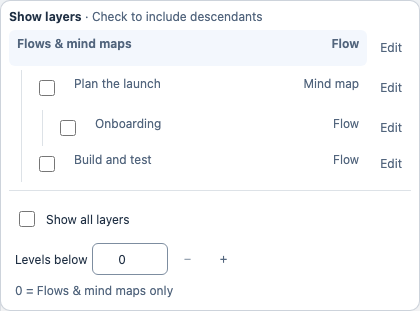 Show layers · Check to include descendants
Flows & mind maps Flow Edit
Plan the launch Mind map Edit
Onboarding Flow Edit
Build and test Flow Edit
Show all layers
Levels below 0 − +
0 = Flows & mind maps only